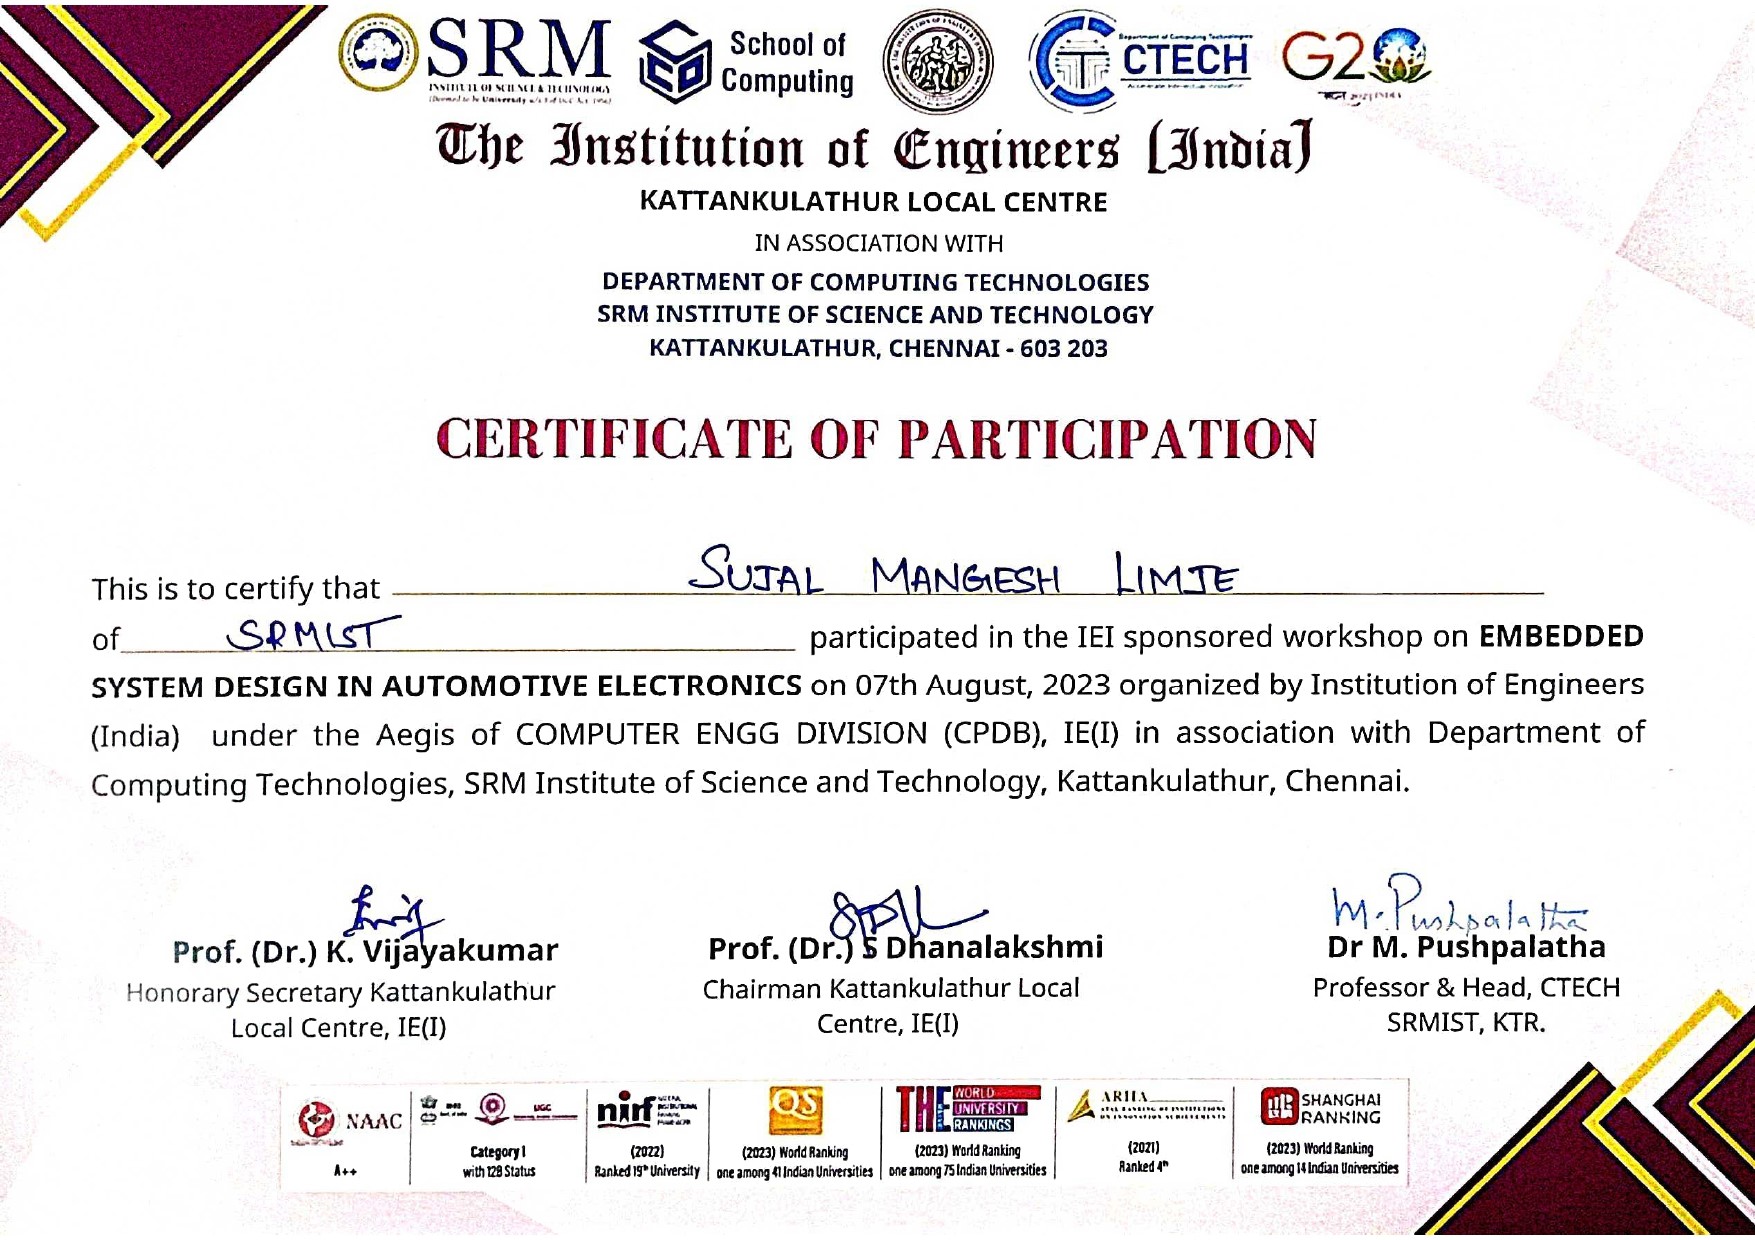 SRM
INSTITUTE OF SCIENCE & TECHNOLOGY
(Deemed to be University u/s 3 of UGC Act, 1956)
School of
Computing
Department of Computing Technologies
CTECH
G20
The Institution of Engineers [India]
KATTANKULATHUR LOCAL CENTRE
IN ASSOCIATION WITH
DEPARTMENT OF COMPUTING TECHNOLOGIES
SRM INSTITUTE OF SCIENCE AND TECHNOLOGY
KATTANKULATHUR, CHENNAI - 603 203
CERTIFICATE OF PARTICIPATION
This is to certify that SUJAL MANGESH LIMJE
of SRMIST participated in the IEI sponsored workshop on EMBEDDED
SYSTEM DESIGN IN AUTOMOTIVE ELECTRONICS on 07th August, 2023 organized by Institution of Engineers
(India) under the Aegis of COMPUTER ENGG DIVISION (CPDB), IE(I) in association with Department of
Computing Technologies, SRM Institute of Science and Technology, Kattankulathur, Chennai.
M. Pushpalatha
Prof. (Dr.) K. Vijayakumar
Honorary Secretary Kattankulathur
Local Centre, IE(I)
Prof. (Dr.) S Dhanalakshmi
Chairman Kattankulathur Local
Centre, IE(I)
Dr M. Pushpalatha
Professor & Head, CTECH
SRMIST, KTR.
NAAC
A++
UGC
Category I
with 12B Status
nirf
(2022)
Ranked 19th University
QS
(2023) World Ranking
one among 41 Indian Universities
THE WORLD
UNIVERSITY
RANKINGS
(2023) World Ranking
one among 75 Indian Universities
ARIIA
(2021)
Ranked 4th
SHANGHAI
RANKING
(2023) World Ranking
one among 14 Indian Universities